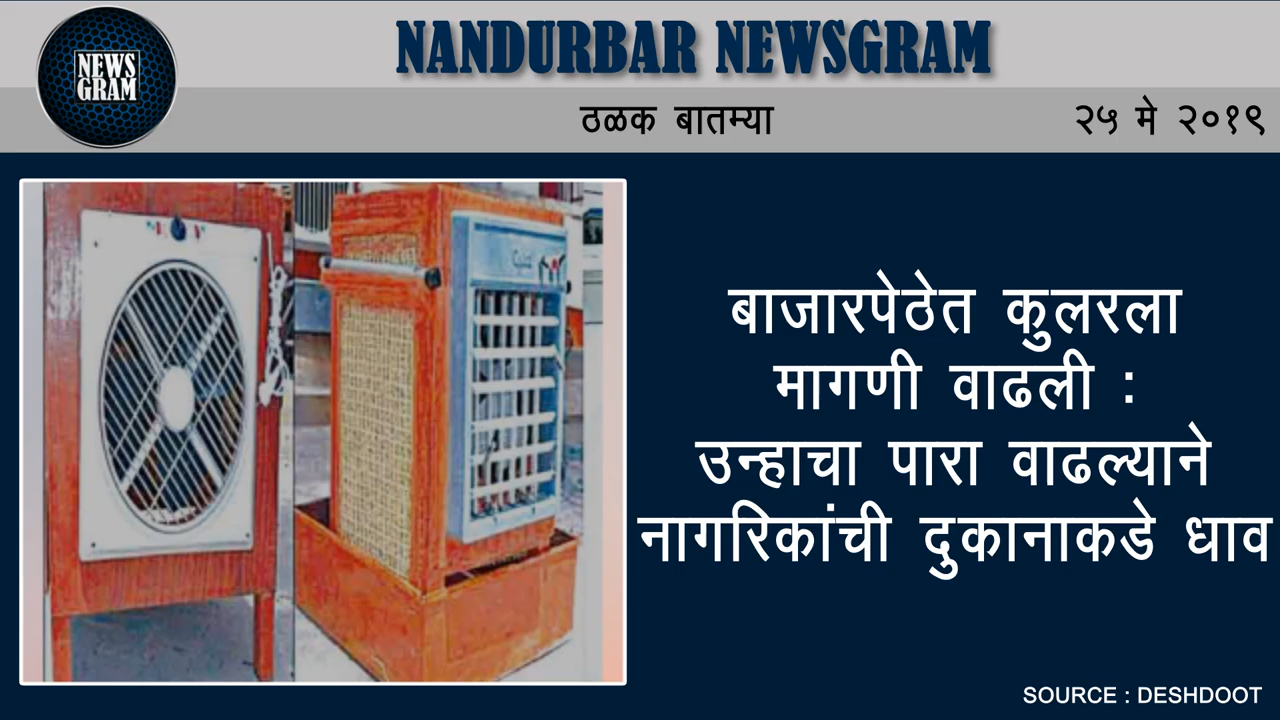 NEWS
GRAM
NANDURBAR NEWSGRAM
ठळक बातम्या
२५ मे २०१९
बाजारपेठेत कुलरला
मागणी वाढली :
उन्हाचा पारा वाढल्याने
नागरिकांची दुकानाकडे धाव
SOURCE : DESHDOOT